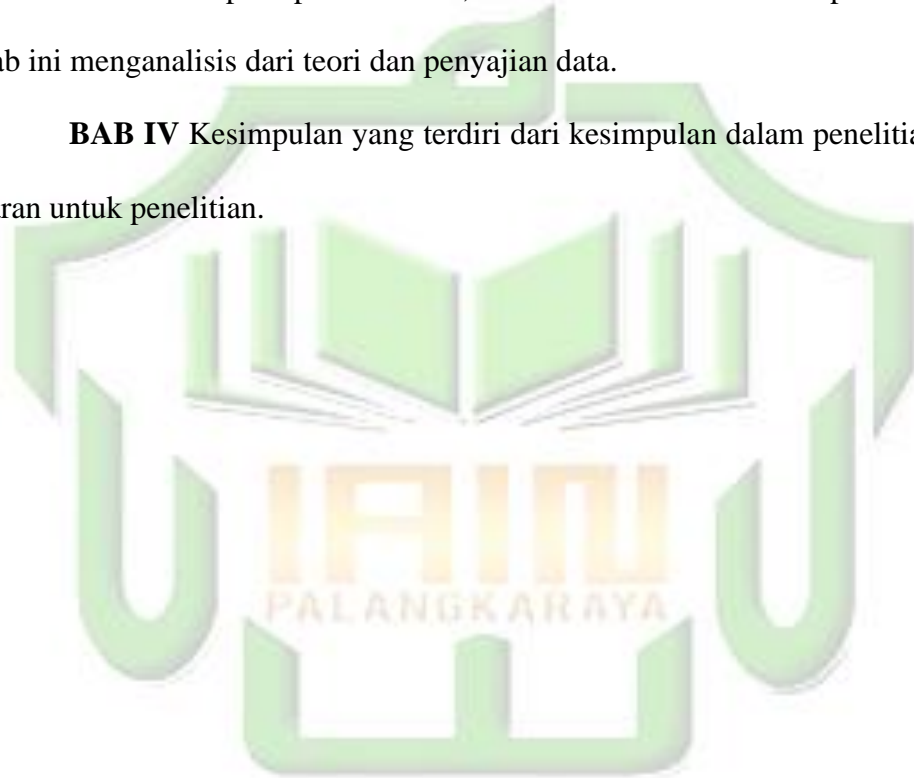 ab ini menganalisis dari teori dan penyajian data.
BAB IV Kesimpulan yang terdiri dari kesimpulan dalam penelitia
ran untuk penelitian.
IAIN
PALANGKARAYA